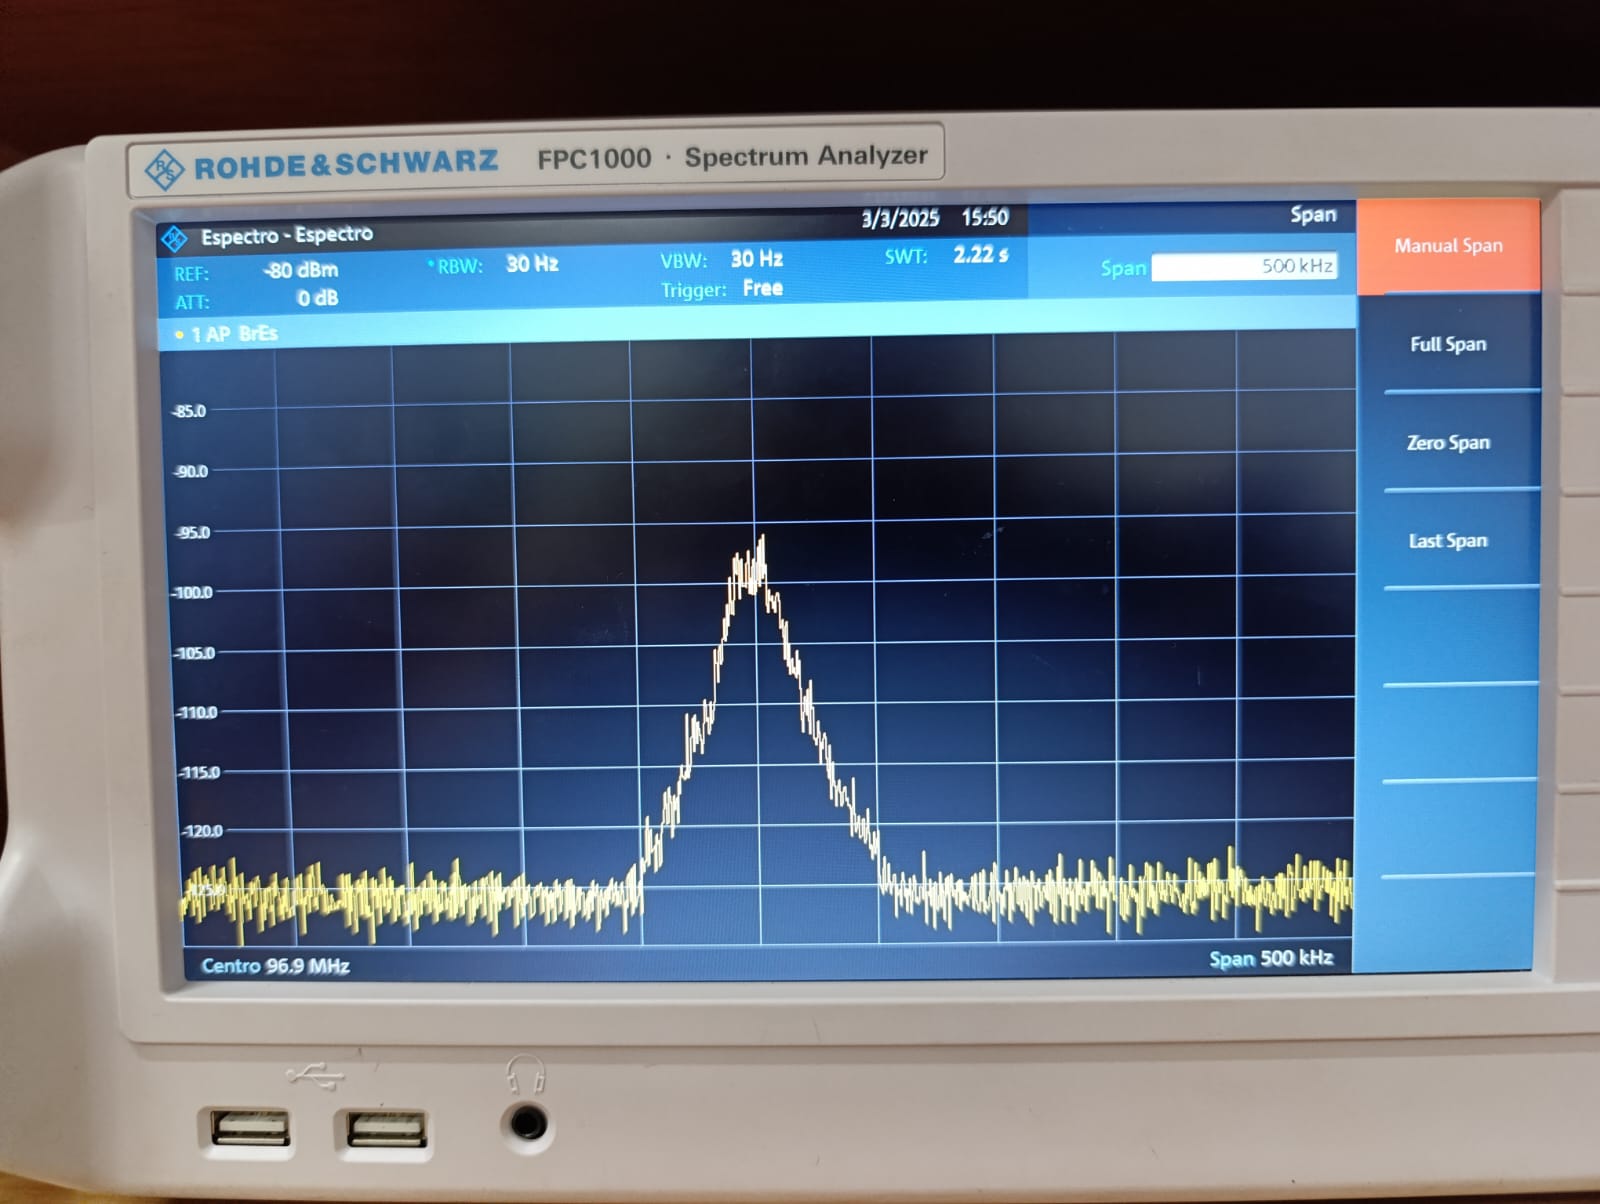 ROHDE & SCHWARZ FPC1000 · Spectrum Analyzer
Espectro - Espectro 3/3/2025 15:50 Span
REF: -80 dBm • RBW: 30 Hz VBW: 30 Hz SWT: 2.22 s Span 500 kHz
ATT: 0 dB Trigger: Free
• 1 AP BrEs
Manual Span
Full Span
Zero Span
Last Span
-85.0
-90.0
-95.0
-100.0
-105.0
-110.0
-115.0
-120.0
-125.0
Centro 96.9 MHz Span 500 kHz